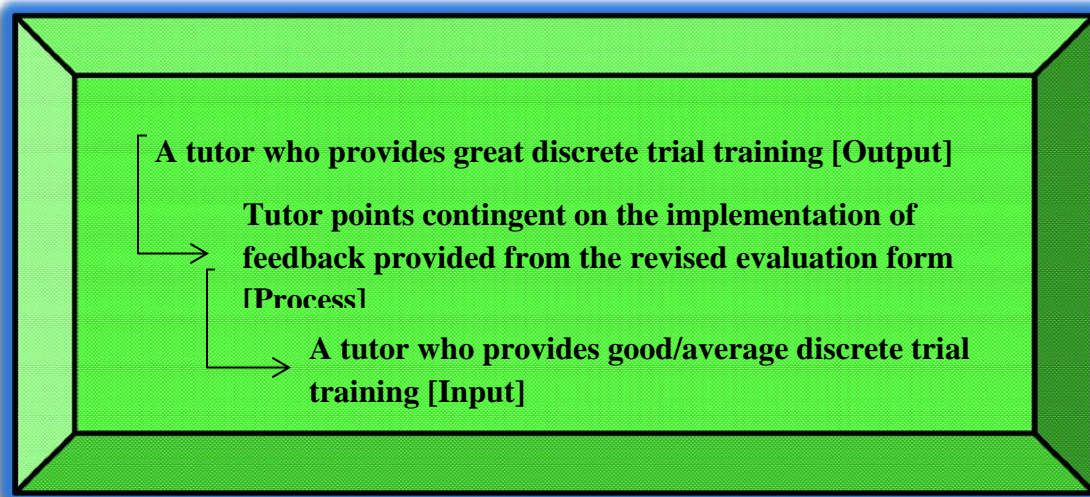 A tutor who provides great discrete trial training [Output]
Tutor points contingent on the implementation of
feedback provided from the revised evaluation form
[Process]
A tutor who provides good/average discrete trial
training [Input]